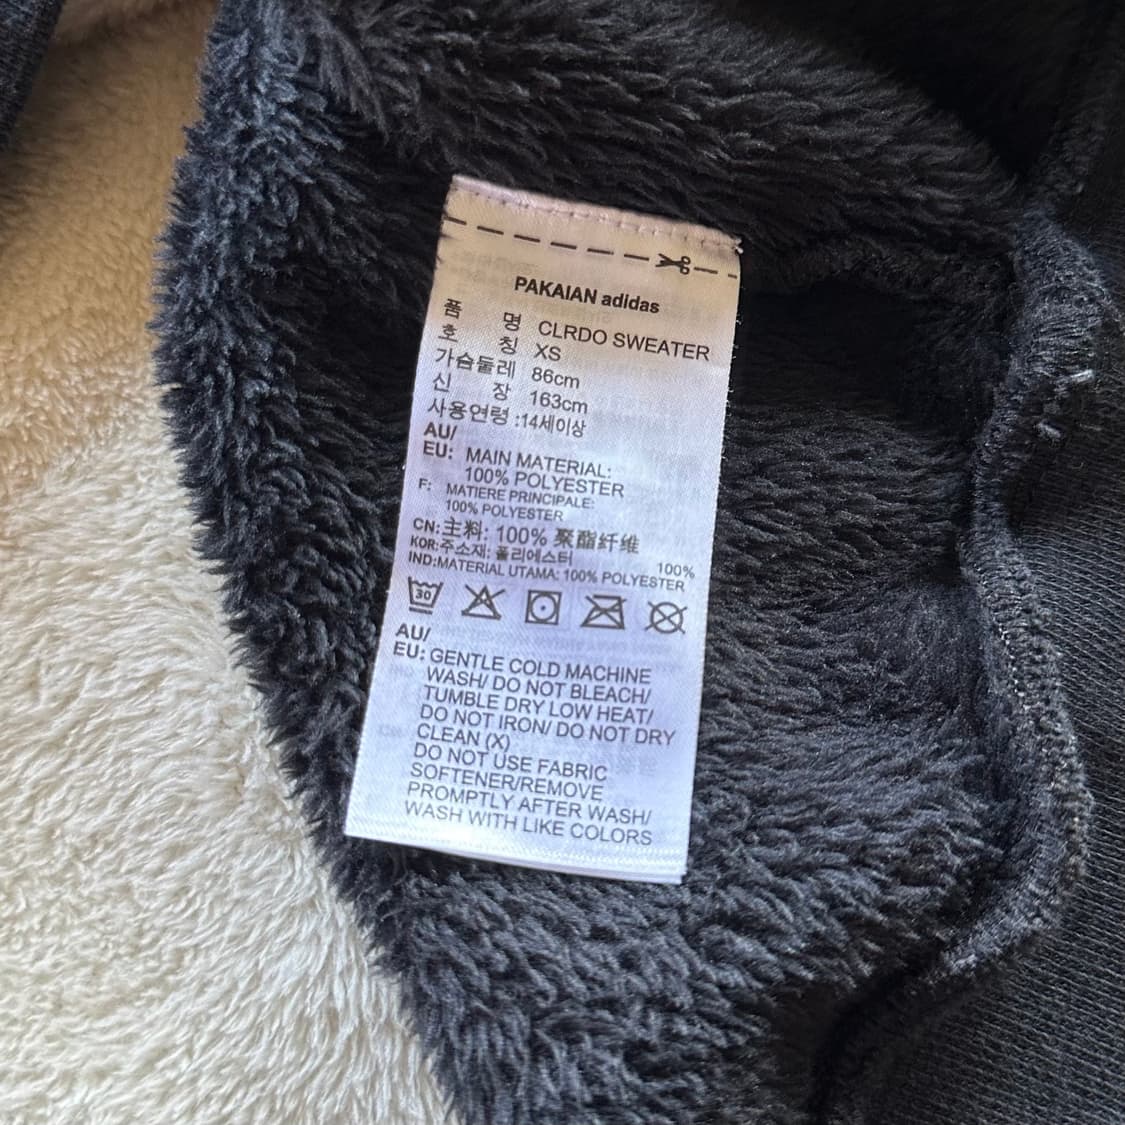 PAKAIAN adidas
품 명 CLRDO SWEATER
호 칭 XS
가슴둘레 86cm
신 장 163cm
사용연령 :14세이상
AU/
EU: MAIN MATERIAL:
100% POLYESTER
F: MATIERE PRINCIPALE:
100% POLYESTER
CN:主料: 100% 聚酯纤维
KOR:주소재: 폴리에스터 100%
IND:MATERIAL UTAMA: 100% POLYESTER
30
AU/
EU: GENTLE COLD MACHINE
WASH/ DO NOT BLEACH/
TUMBLE DRY LOW HEAT/
DO NOT IRON/ DO NOT DRY
CLEAN (X)
DO NOT USE FABRIC
SOFTENER/REMOVE
PROMPTLY AFTER WASH/
WASH WITH LIKE COLORS